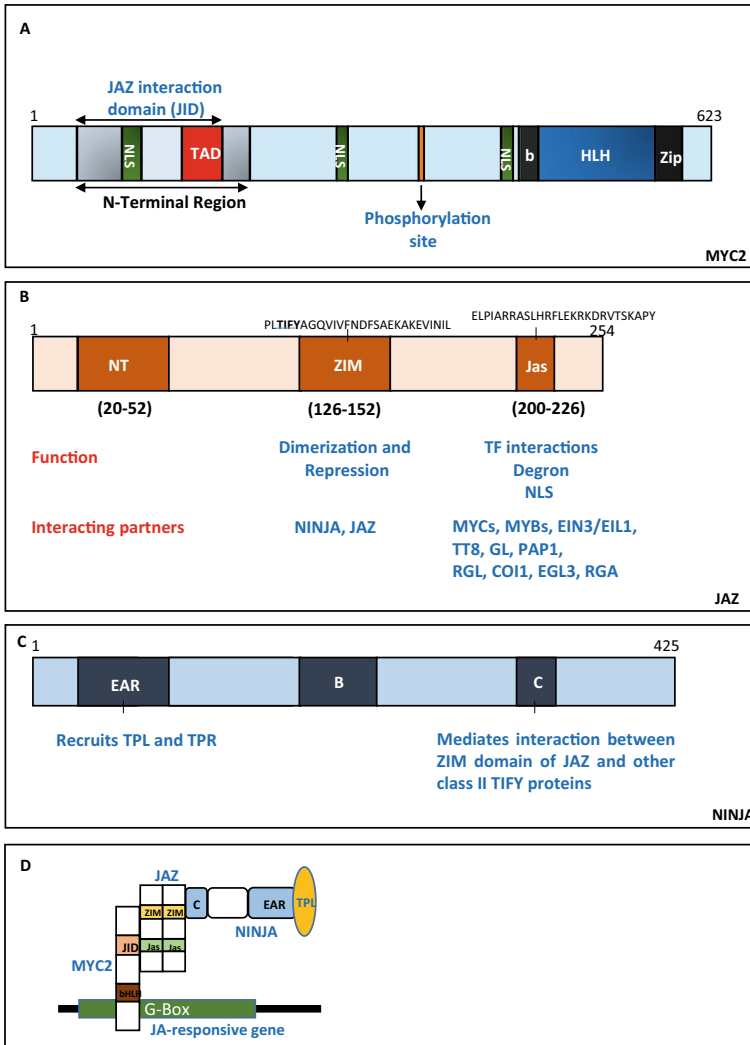 A
JAZ interaction
domain (JID)
1
623
NLS
TAD
NLS
NLS
b
HLH
Zip
N-Terminal Region
Phosphorylation
site
MYC2
B
ELPIARRASLHRFLEKRKDRVTSKAPY
PLTIFYAGQVIVFNDFSAEKAKEVINIL
1
254
NT
ZIM
Jas
(20-52)
(126-152)
(200-226)
Function
Dimerization and
Repression
TF interactions
Degron
NLS
Interacting partners
NINJA, JAZ
MYCs, MYBs, EIN3/EIL1,
TT8, GL, PAP1,
RGL, COI1, EGL3, RGA
JAZ
C
1
425
EAR
B
C
Recruits TPL and TPR
Mediates interaction between
ZIM domain of JAZ and other
class II TIFY proteins
NINJA
D
JAZ
ZIM ZIM
C
EAR
TPL
NINJA
JID
Jas Jas
MYC2
bHLH
G-Box
JA-responsive gene